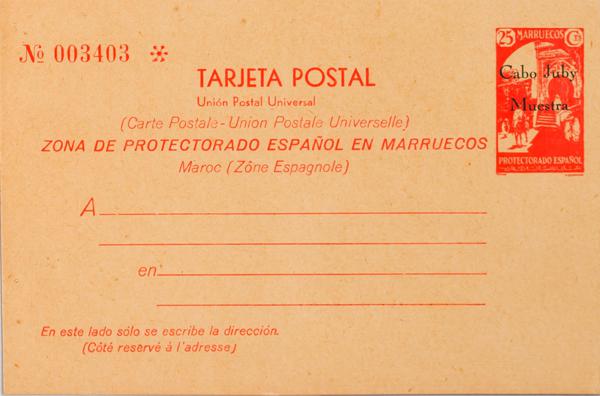 Nº 003403 *
TARJETA POSTAL
Unión Postal Universal
(Carte Postale-Union Postale Universelle)
ZONA DE PROTECTORADO ESPAÑOL EN MARRUECOS
Maroc (Zône Espagnole)
25 MARRUECOS Cts
Cabo Juby
Muestra
PROTECTORADO ESPAÑOL
A
en
En este lado sólo se escribe la dirección.
(Côté reservé à l'adresse)